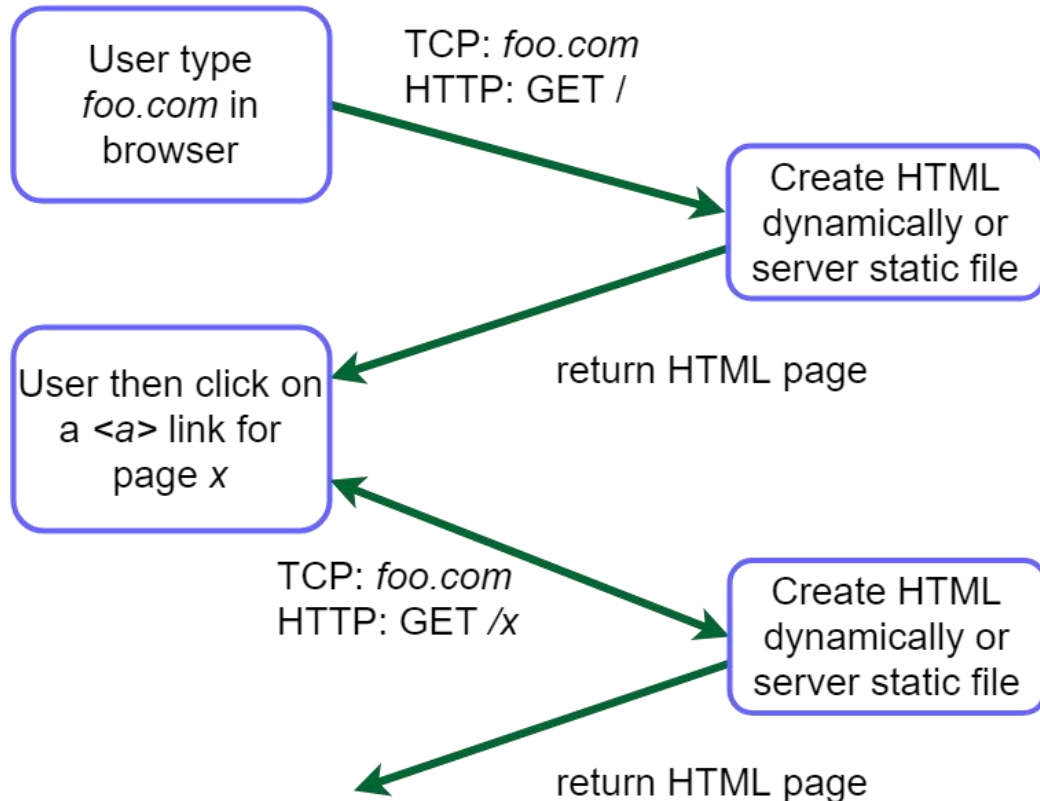 User type
foo.com in
browser
TCP: foo.com
HTTP: GET /
Create HTML
dynamically or
server static file
return HTML page
User then click on
a <a> link for
page x
TCP: foo.com
HTTP: GET /x
Create HTML
dynamically or
server static file
return HTML page